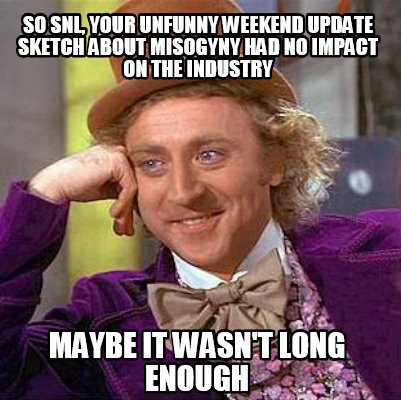 SO SNL, YOUR UNFUNNY WEEKEND UPDATE
SKETCH ABOUT MISOGYNY HAD NO IMPACT
ON THE INDUSTRY
MAYBE IT WASN'T LONG
ENOUGH